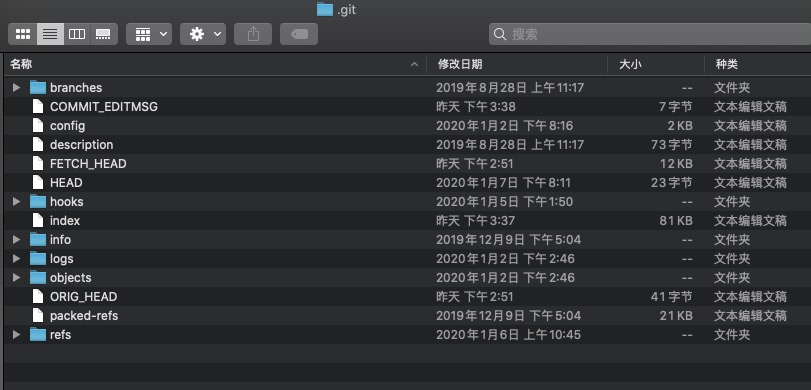 .git
搜索
名称 修改日期 大小 种类
branches 2019年8月28日 上午11:17 -- 文件夹
COMMIT_EDITMSG 昨天 下午3:38 7 字节 文本编辑文稿
config 2020年1月2日 下午8:16 2 KB 文本编辑文稿
description 2019年8月28日 上午11:17 73 字节 文本编辑文稿
FETCH_HEAD 昨天 下午2:51 12 KB 文本编辑文稿
HEAD 2020年1月7日 下午8:11 23 字节 文本编辑文稿
hooks 2020年1月5日 下午1:50 -- 文件夹
index 昨天 下午3:37 81 KB 文本编辑文稿
info 2019年12月9日 下午5:04 -- 文件夹
logs 2020年1月2日 下午2:46 -- 文件夹
objects 2020年1月2日 下午2:46 -- 文件夹
ORIG_HEAD 昨天 下午2:51 41 字节 文本编辑文稿
packed-refs 2019年12月9日 下午5:04 21 KB 文本编辑文稿
refs 2020年1月6日 上午10:45 -- 文件夹